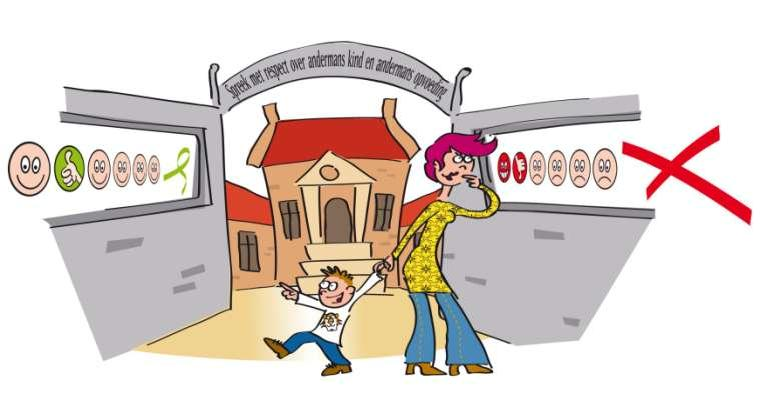 Spreek met respect over andermans kind en andermans opvoeding